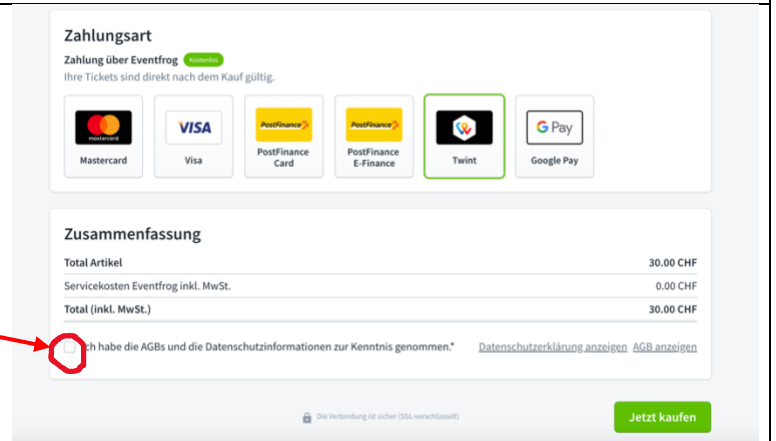 Zahlungsart
Zahlung über Eventfrog Kostenlos
Ihre Tickets sind direkt nach dem Kauf gültig.
mastercard VISA PostFinance PostFinance G Pay
Mastercard Visa PostFinance Card PostFinance E-Finance Twint Google Pay
Zusammenfassung
Total Artikel 30.00 CHF
Servicekosten Eventfrog inkl. MwSt. 0.00 CHF
Total (inkl. MwSt.) 30.00 CHF
ch habe die AGBs und die Datenschutzinformationen zur Kenntnis genommen.* Datenschutzerklärung anzeigen AGB anzeigen
Die Verbindung ist sicher (SSL-verschlüsselt) Jetzt kaufen